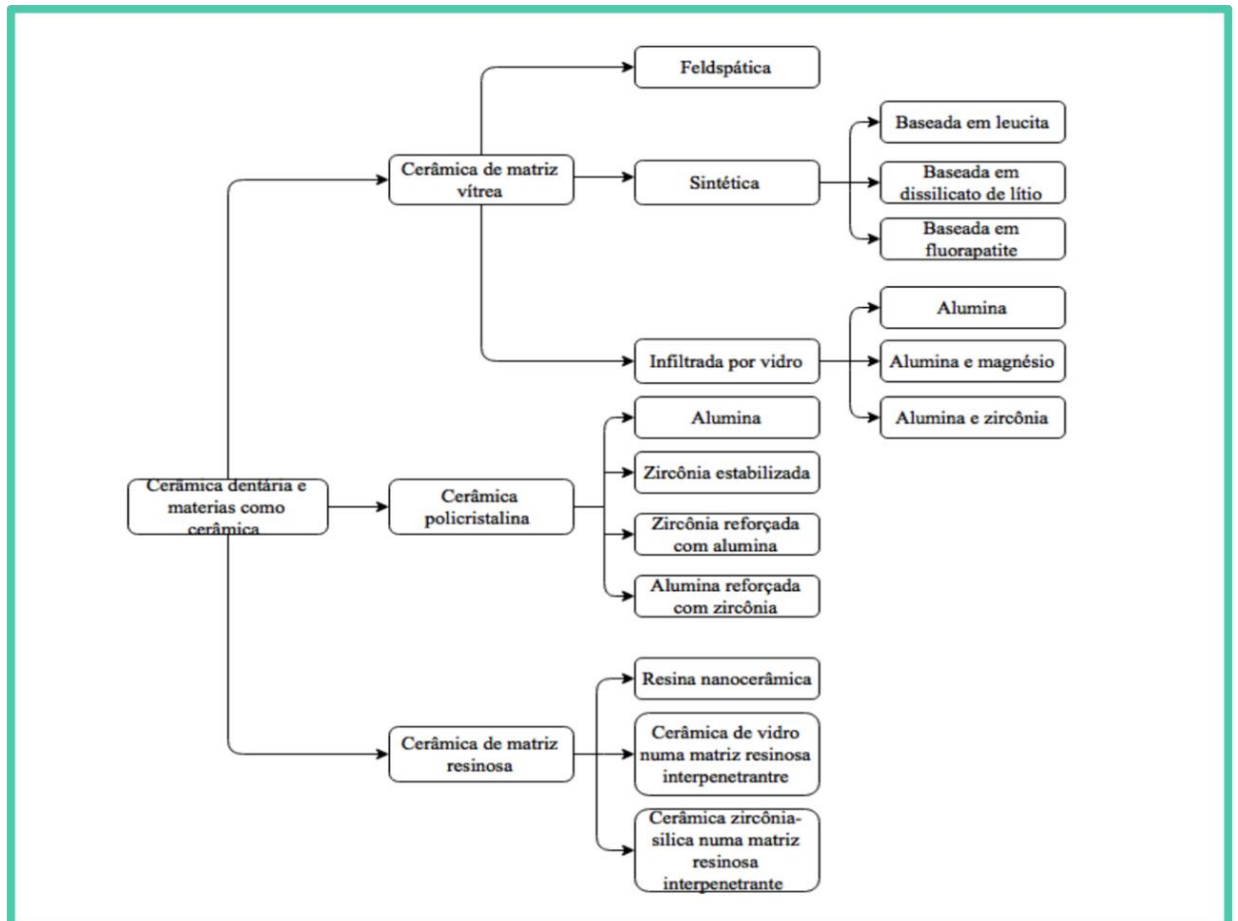 Feldspática
Cerâmica de matriz
vítrea
Sintética
Baseada em leucita
Baseada em
dissilicato de lítio
Baseada em
fluorapatite
Infiltrada por vidro
Alumina
Alumina e magnésio
Alumina e zircônia
Cerâmica dentária e
materias como
cerâmica
Cerâmica
policristalina
Alumina
Zircônia estabilizada
Zircônia reforçada
com alumina
Alumina reforçada
com zircônia
Cerâmica de matriz
resinosa
Resina nanocerâmica
Cerâmica de vidro
numa matriz resinosa
interpenetrantre
Cerâmica zircônia-
silica numa matriz
resinosa
interpenetrante